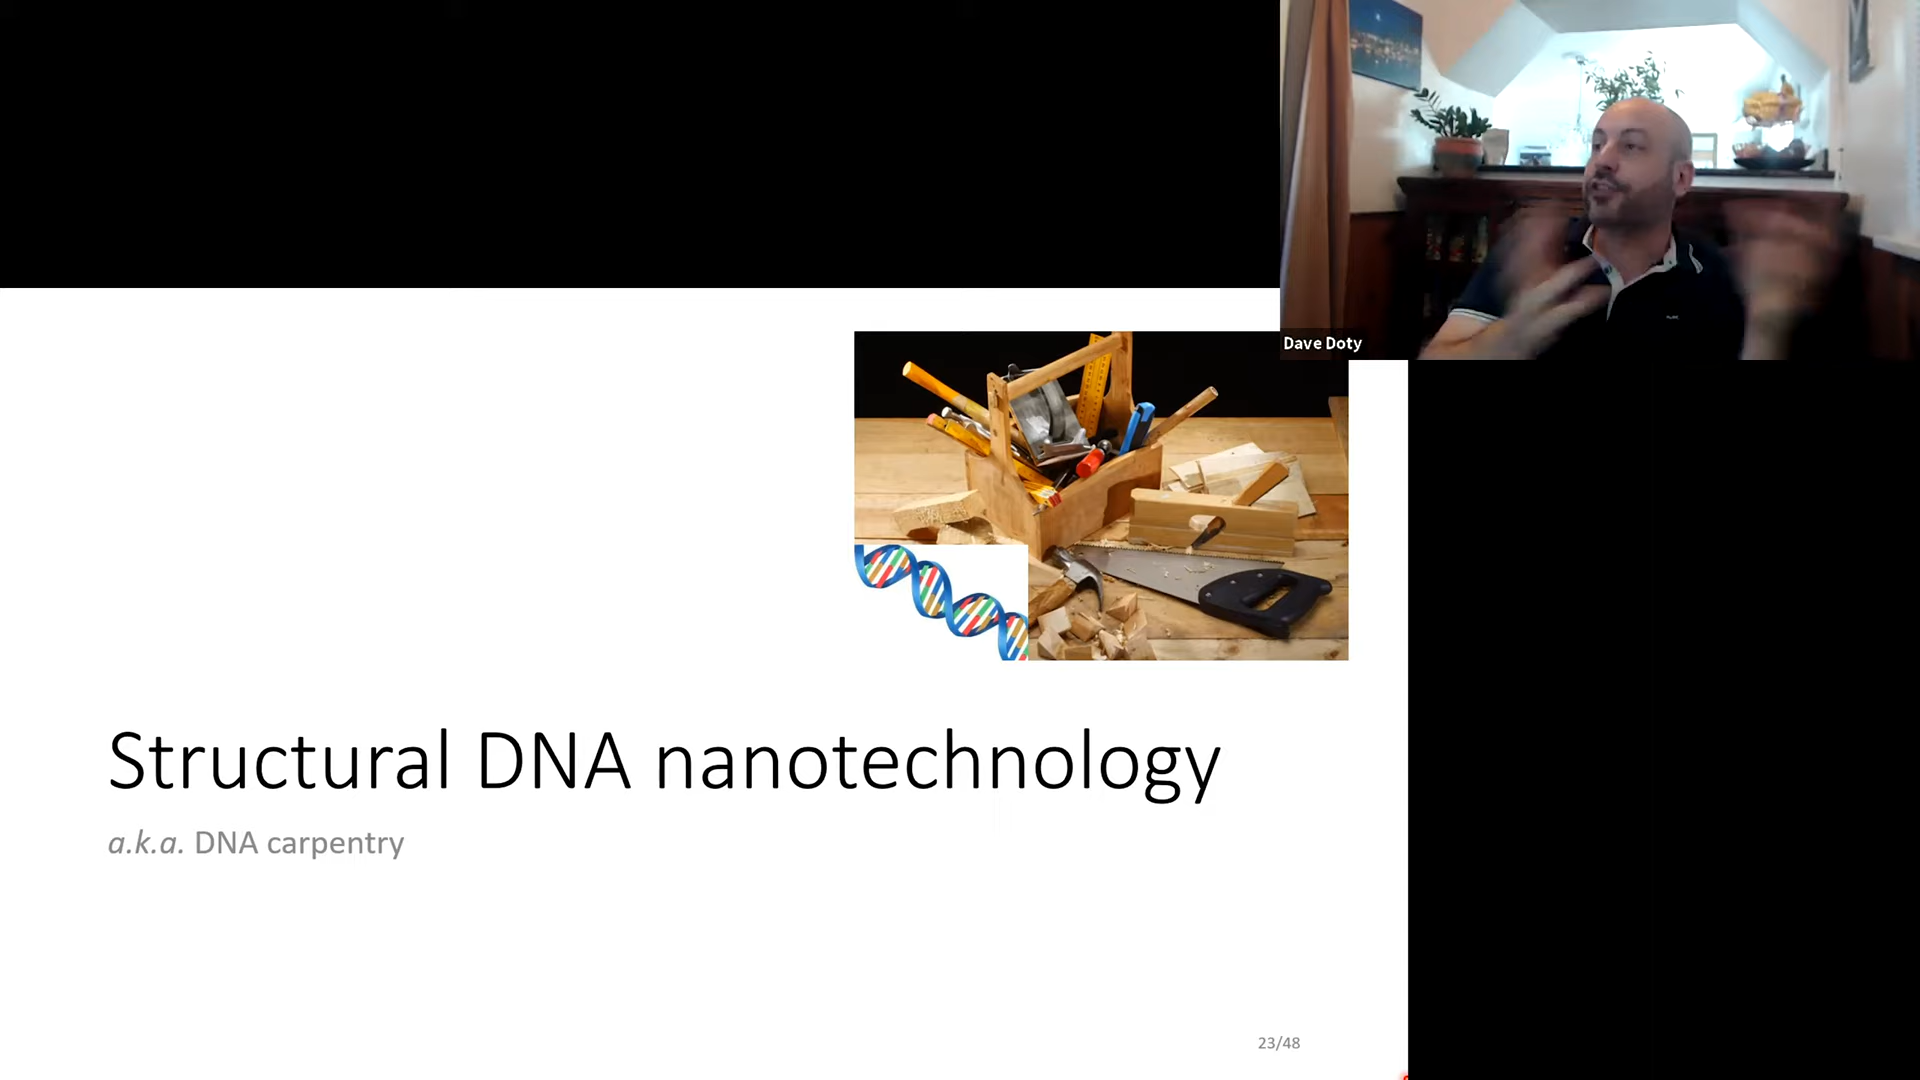 Dave Doty
Structural DNA nanotechnology
a.k.a. DNA carpentry
23/48